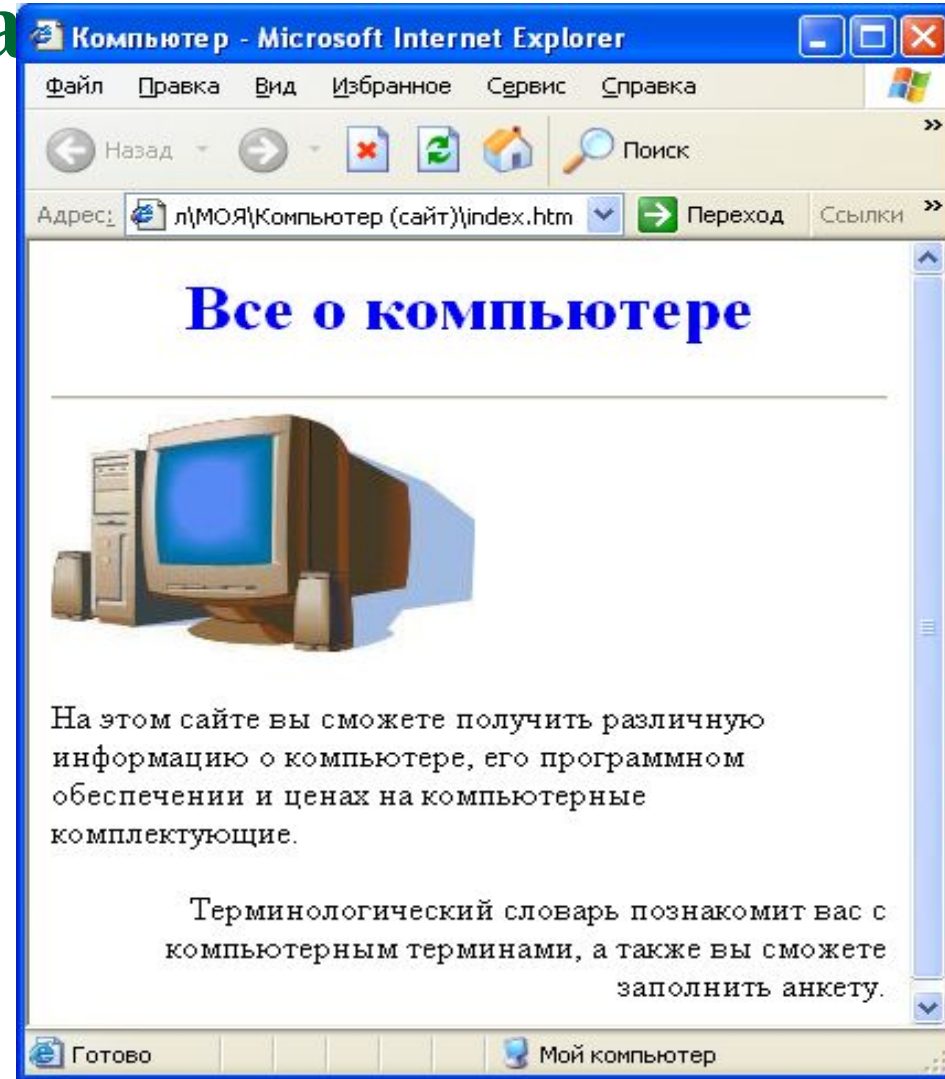 а
Компьютер - Microsoft Internet Explorer
Файл Правка Вид Избранное Сервис Справка
Назад Поиск »
Адрес: л\МОЯ\Компьютер (сайт)\index.htm Переход Ссылки »
Все о компьютере
На этом сайте вы сможете получить различную
информацию о компьютере, его программном
обеспечении и ценах на компьютерные
комплектующие.
Терминологический словарь познакомит вас с
компьютерным терминами, а также вы сможете
заполнить анкету.
Готово Мой компьютер